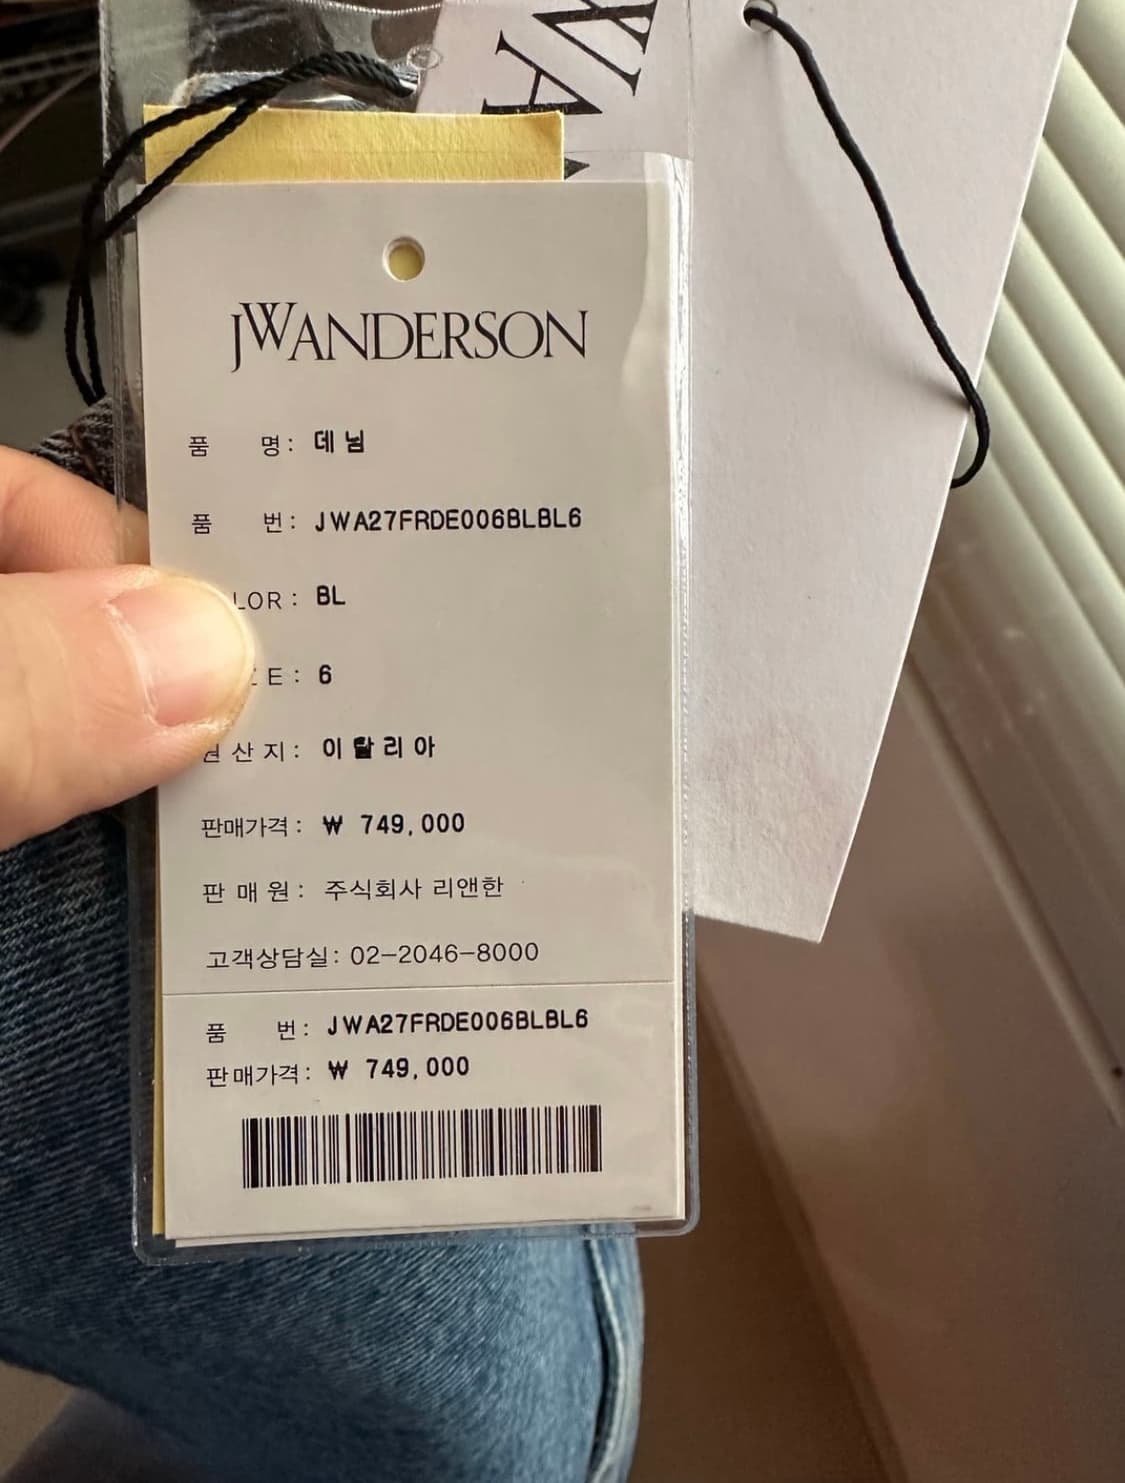 WA
JWANDERSON
품 명: 데님
품 번: JWA27FRDE006BLBL6
LOR: BL
E: 6
원산지: 이탈리아
판매가격: ₩ 749,000
판매원: 주식회사 리앤한
고객상담실: 02-2046-8000
품 번: JWA27FRDE006BLBL6
판매가격: ₩ 749,000